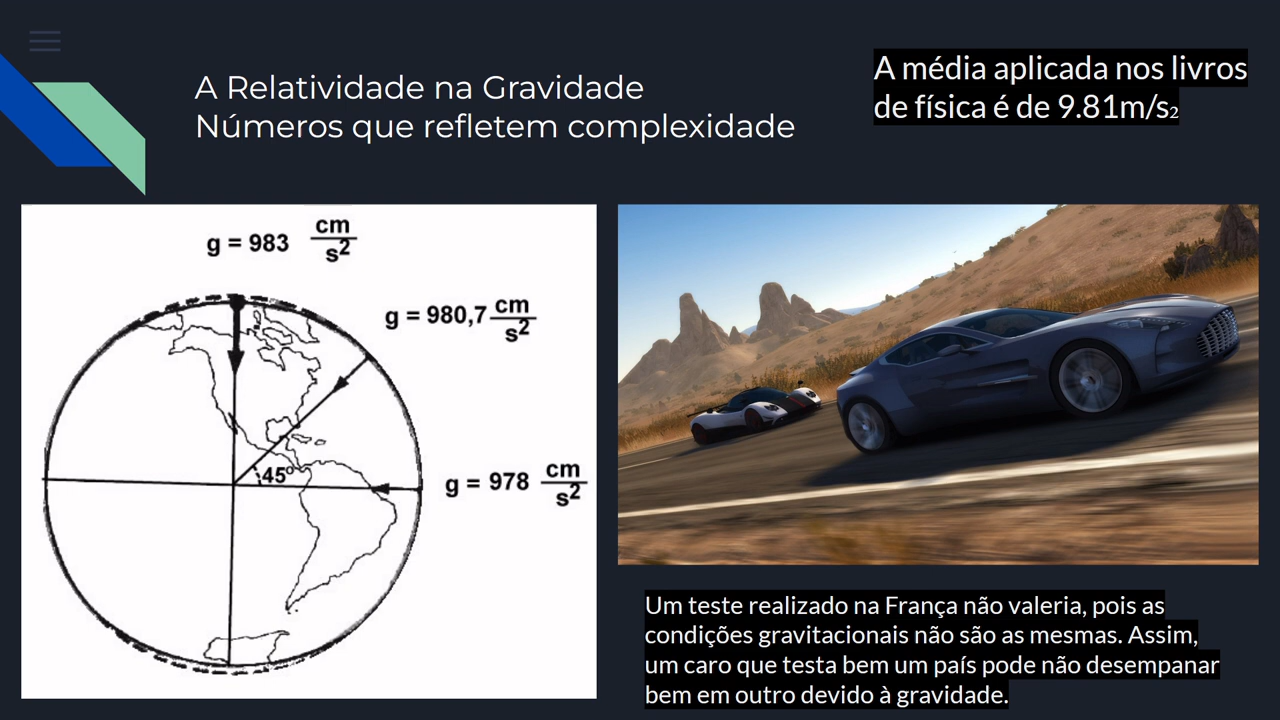 A Relatividade na Gravidade
Números que refletem complexidade
A média aplicada nos livros
de física é de 9.81m/s₂
g = 983 cm/s²
g = 980,7 cm/s²
45°
g = 978 cm/s²
Um teste realizado na França não valeria, pois as
condições gravitacionais não são as mesmas. Assim,
um caro que testa bem um país pode não desempanar
bem em outro devido à gravidade.